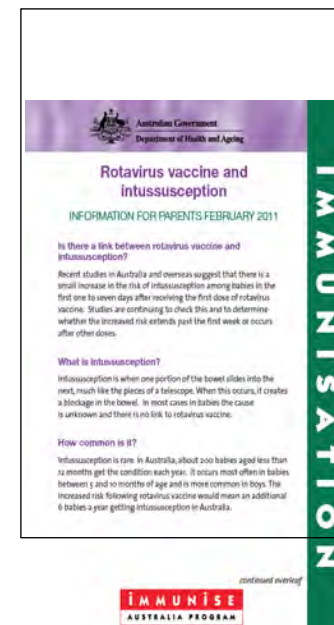 Australian Government
Department of Health and Ageing
Rotavirus vaccine and
intussusception
INFORMATION FOR PARENTS FEBRUARY 2011
Is there a link between rotavirus vaccine and
intussusception?
Recent studies in Australia and overseas suggest that there is a
small increase in the risk of intussusception among babies in the
first one to seven days after receiving the first dose of rotavirus
vaccine. Studies are continuing to check this and to determine
whether the increased risk extends past the first week or occurs
after other doses.
What is intussusception?
Intussusception is when one portion of the bowel slides into the
next, much like the pieces of a telescope. When this occurs, it creates
a blockage in the bowel. In most cases in babies the cause
is unknown and there is no link to rotavirus vaccine.
How common is it?
Intussusception is rare. In Australia, about 200 babies aged less than
12 months get the condition each year. It occurs most often in babies
between 5 and 10 months of age and is more common in boys. The
increased risk following rotavirus vaccine would mean an additional
6 babies a year getting intussusception in Australia.
continued overleaf
IMMUNISE
AUSTRALIA PROGRAM
IMMUNISATION